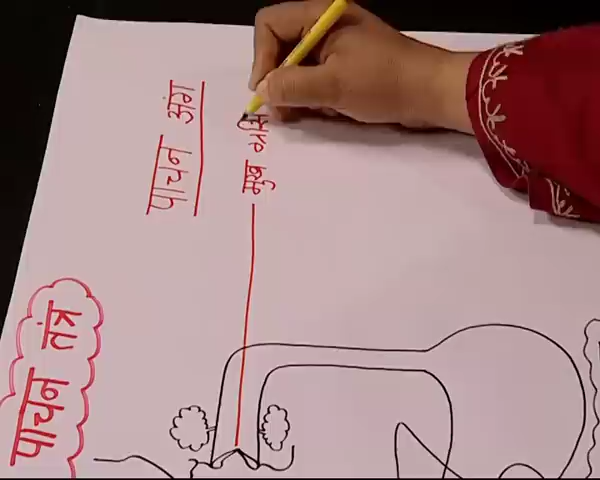 पाचन तंत्र
पाचन अंग
मुख